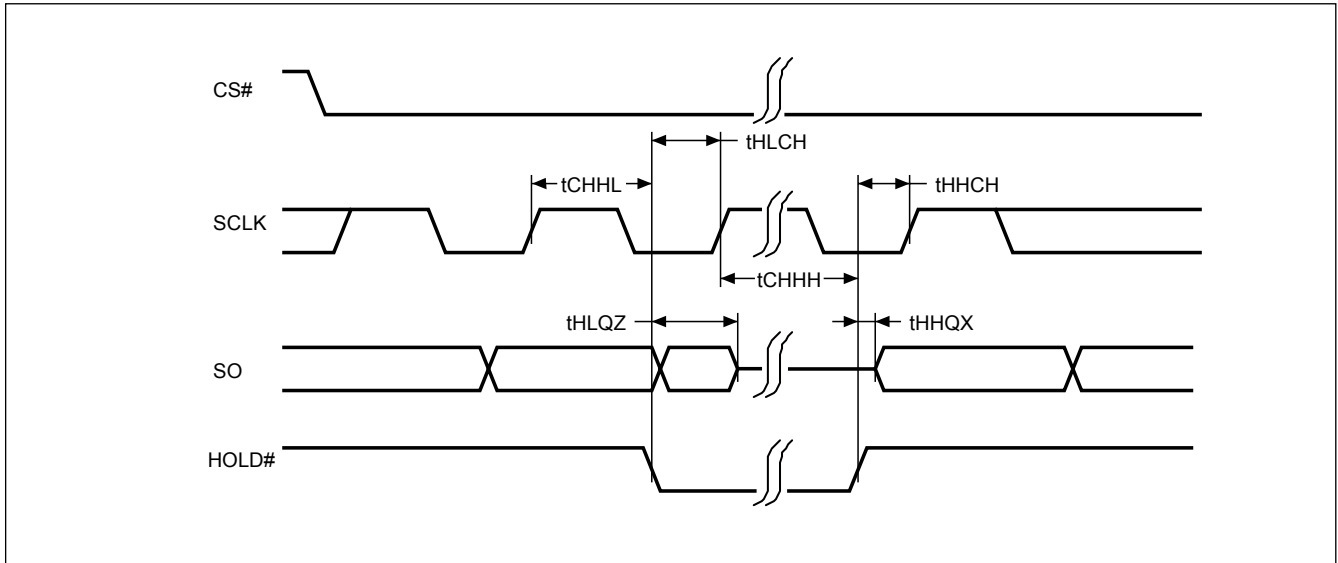 CS#
tHLCH
tCHHL
tHHCH
SCLK
tCHHH
tHLQZ
tHHQX
SO
HOLD#